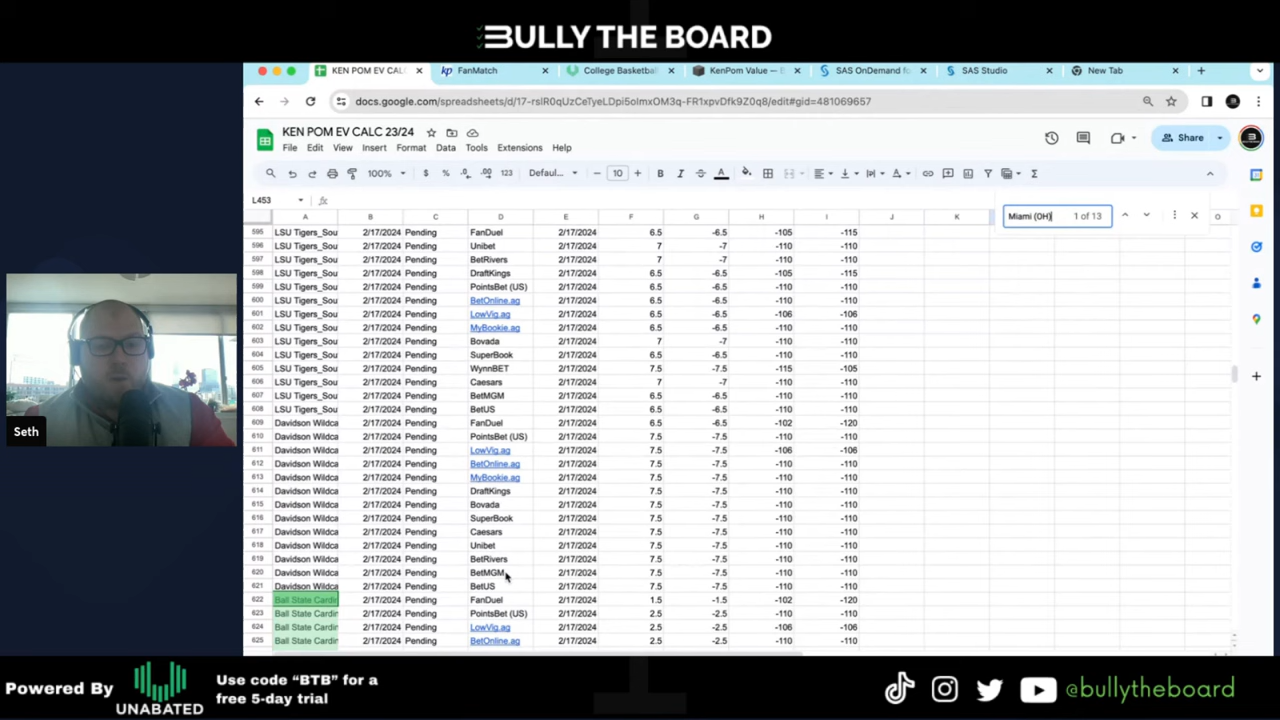 BULLY THE BOARD
KEN POM EV CALC
FanMatch
College Basketbal
KenPom Value — E
SAS OnDemand fo
SAS Studio
New Tab
docs.google.com/spreadsheets/d/17-rslR0qUzCeTyeLDpi5olmxOM3q-FR1xpvDfk9Z0q8/edit#gid=481069657
KEN POM EV CALC 23/24
File Edit View Insert Format Data Tools Extensions Help
Share
100% $ % .0 .00 123 Defaul... − 10 + B I A Σ
L453 fx
Miami (OH) 1 of 13
A B C D E F G H I J K O
595 LSU Tigers_Sou 2/17/2024 Pending FanDuel 2/17/2024 6.5 -6.5 -105 -115
596 LSU Tigers_Sou 2/17/2024 Pending Unibet 2/17/2024 7 -7 -110 -110
597 LSU Tigers_Sou 2/17/2024 Pending BetRivers 2/17/2024 7 -7 -110 -110
598 LSU Tigers_Sou 2/17/2024 Pending DraftKings 2/17/2024 6.5 -6.5 -105 -115
599 LSU Tigers_Sou 2/17/2024 Pending PointsBet (US) 2/17/2024 6.5 -6.5 -110 -110
600 LSU Tigers_Sou 2/17/2024 Pending BetOnline.ag 2/17/2024 6.5 -6.5 -110 -110
601 LSU Tigers_Sou 2/17/2024 Pending LowVig.ag 2/17/2024 6.5 -6.5 -106 -106
602 LSU Tigers_Sou 2/17/2024 Pending MyBookie.ag 2/17/2024 6.5 -6.5 -110 -110
603 LSU Tigers_Sou 2/17/2024 Pending Bovada 2/17/2024 7 -7 -110 -110
604 LSU Tigers_Sou 2/17/2024 Pending SuperBook 2/17/2024 6.5 -6.5 -110 -110
605 LSU Tigers_Sou 2/17/2024 Pending WynnBET 2/17/2024 7.5 -7.5 -115 -105
606 LSU Tigers_Sou 2/17/2024 Pending Caesars 2/17/2024 7 -7 -110 -110
607 LSU Tigers_Sou 2/17/2024 Pending BetMGM 2/17/2024 6.5 -6.5 -110 -110
608 LSU Tigers_Sou 2/17/2024 Pending BetUS 2/17/2024 6.5 -6.5 -110 -110
609 Davidson Wildca 2/17/2024 Pending FanDuel 2/17/2024 6.5 -6.5 -102 -120
610 Davidson Wildca 2/17/2024 Pending PointsBet (US) 2/17/2024 7.5 -7.5 -110 -110
611 Davidson Wildca 2/17/2024 Pending LowVig.ag 2/17/2024 7.5 -7.5 -106 -106
612 Davidson Wildca 2/17/2024 Pending BetOnline.ag 2/17/2024 7.5 -7.5 -110 -110
613 Davidson Wildca 2/17/2024 Pending MyBookie.ag 2/17/2024 7.5 -7.5 -110 -110
614 Davidson Wildca 2/17/2024 Pending DraftKings 2/17/2024 7.5 -7.5 -110 -110
615 Davidson Wildca 2/17/2024 Pending Bovada 2/17/2024 7.5 -7.5 -110 -110
616 Davidson Wildca 2/17/2024 Pending SuperBook 2/17/2024 7.5 -7.5 -110 -110
617 Davidson Wildca 2/17/2024 Pending Caesars 2/17/2024 7.5 -7.5 -110 -110
618 Davidson Wildca 2/17/2024 Pending Unibet 2/17/2024 7.5 -7.5 -110 -110
619 Davidson Wildca 2/17/2024 Pending BetRivers 2/17/2024 7.5 -7.5 -110 -110
620 Davidson Wildca 2/17/2024 Pending BetMGM 2/17/2024 7.5 -7.5 -110 -110
621 Davidson Wildca 2/17/2024 Pending BetUS 2/17/2024 7.5 -7.5 -110 -110
622 Ball State Cardin 2/17/2024 Pending FanDuel 2/17/2024 1.5 -1.5 -102 -120
623 Ball State Cardin 2/17/2024 Pending PointsBet (US) 2/17/2024 2.5 -2.5 -110 -110
624 Ball State Cardin 2/17/2024 Pending LowVig.ag 2/17/2024 2.5 -2.5 -106 -106
625 Ball State Cardin 2/17/2024 Pending BetOnline.ag 2/17/2024 2.5 -2.5 -110 -110
Seth
Powered By
UNABATED
Use code “BTB” for a
free 5-day trial
@bullytheboard